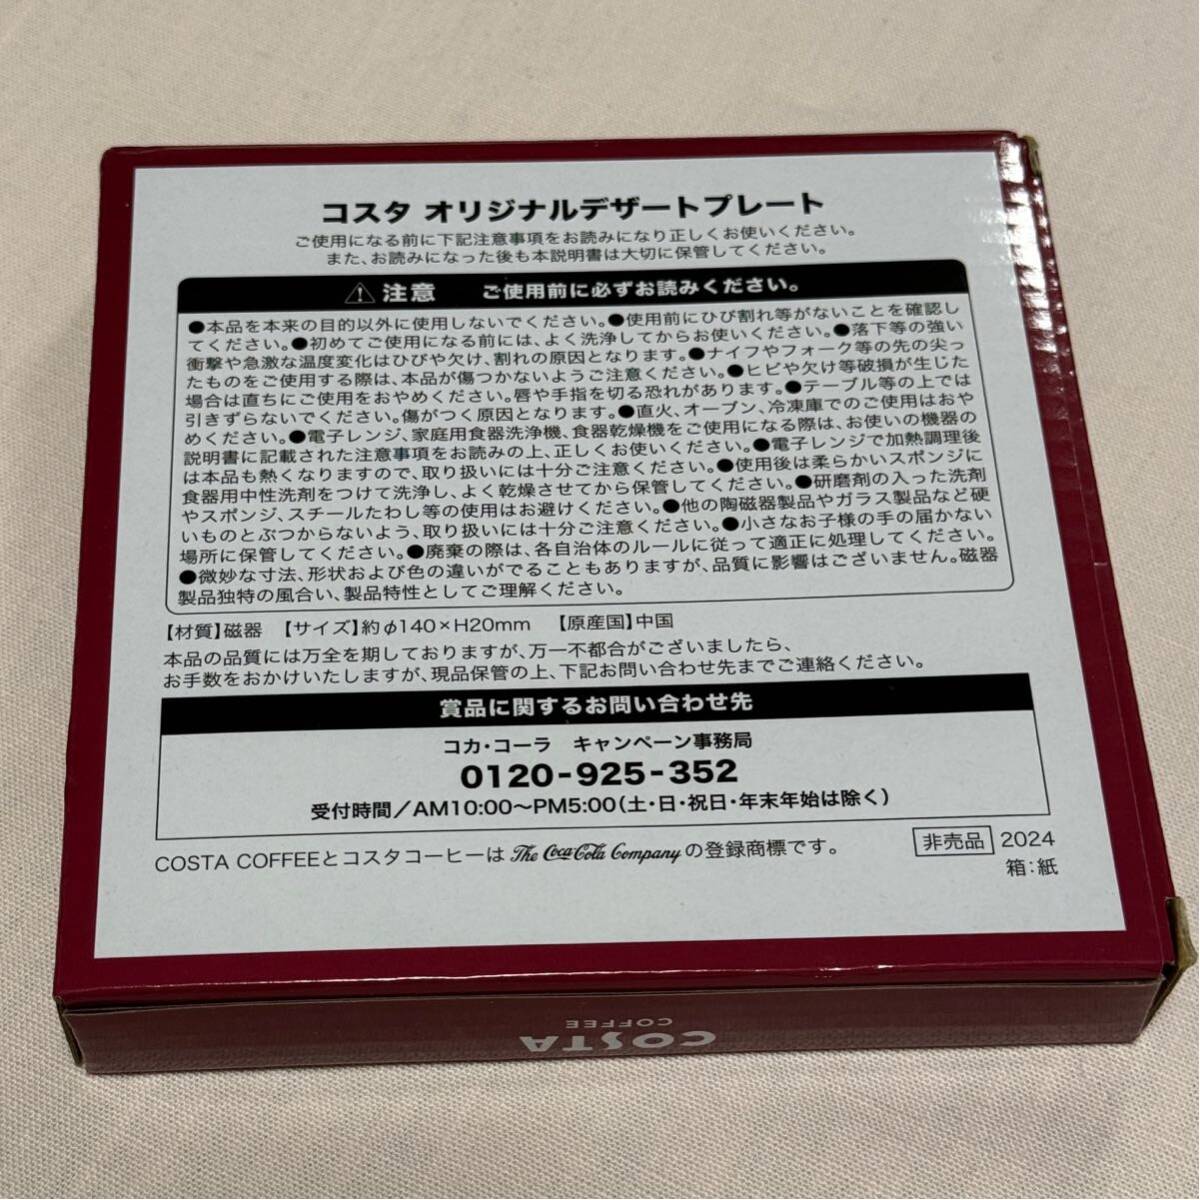 コスタ オリジナルデザートプレート
ご使用になる前に下記注意事項をお読みになり正しくお使いください。
また、お読みになった後も本説明書は大切に保管してください。
⚠ 注意 ご使用前に必ずお読みください。
●本品を本来の目的以外に使用しないでください。●使用前にひび割れ等がないことを確認し
てください。●初めてご使用になる前には、よく洗浄してからお使いください。●落下等の強い
衝撃や急激な温度変化はひびや欠け、割れの原因となります。●ナイフやフォーク等の先の尖っ
たものをご使用する際は、本品が傷つかないようご注意ください。●ヒビや欠け等破損が生じた
場合は直ちにご使用をおやめください。唇や手指を切る恐れがあります。●テーブル等の上では
引きずらないでください。傷がつく原因となります。●直火、オーブン、冷凍庫でのご使用はおや
めください。●電子レンジ、家庭用食器洗浄機、食器乾燥機をご使用になる際は、お使いの機器の
説明書に記載された注意事項をお読みの上、正しくお使いください。●電子レンジで加熱調理後
は本品も熱くなりますので、取り扱いには十分ご注意ください。●使用後は柔らかいスポンジに
食器用中性洗剤をつけて洗浄し、よく乾燥させてから保管してください。●研磨剤の入った洗剤
やスポンジ、スチールたわし等の使用はお避けください。●他の陶磁器製品やガラス製品など硬
いものとぶつからないよう、取り扱いには十分ご注意ください。●小さなお子様の手の届かない
場所に保管してください。●廃棄の際は、各自治体のルールに従って適正に処理してください。
●微妙な寸法、形状および色の違いがでることもありますが、品質に影響はございません。磁器
製品独特の風合い、製品特性としてご理解ください。
【材質】磁器 【サイズ】約φ140×H20mm 【原産国】中国
本品の品質には万全を期しておりますが、万一不都合がございましたら、
お手数をおかけいたしますが、現品保管の上、下記お問い合わせ先までご連絡ください。
賞品に関するお問い合わせ先
コカ・コーラ キャンペーン事務局
0120-925-352
受付時間／AM10:00〜PM5:00（土・日・祝日・年末年始は除く）
COSTA COFFEEとコスタコーヒーは The Coca-Cola Company の登録商標です。
非売品 2024
箱：紙
COSTA
COFFEE